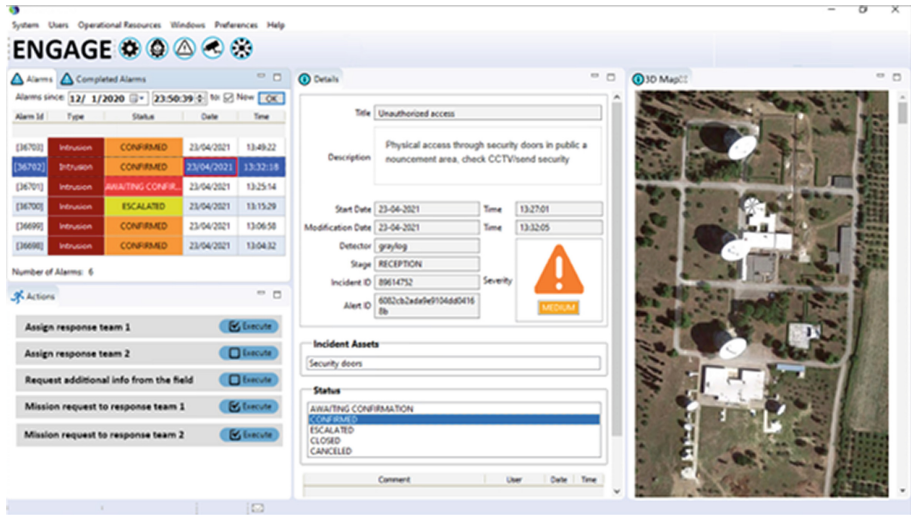 System Users Operational Resources Windows Preferences Help
ENGAGE
Alarms Completed Alarms
Alarms since: 12/ 1/2020 23:50:39 to: Now OK
Alarm Id Type Status Date Time
[36703] Intrusion CONFIRMED 23/04/2021 13:49:22
[36702] Intrusion CONFIRMED 23/04/2021 13:32:18
[36701] Intrusion AWAITING CONFIR... 23/04/2021 13:25:14
[36700] Intrusion ESCALATED 23/04/2021 13:15:29
[36699] Intrusion CONFIRMED 23/04/2021 13:06:58
[36698] Intrusion CONFIRMED 23/04/2021 13:04:32
Number of Alarms: 6
Actions
Assign response team 1 Execute
Assign response team 2 Execute
Request additional info from the field Execute
Mission request to response team 1 Execute
Mission request to response team 2 Execute
Details
Title Unauthorized access
Description Physical access through security doors in public a
nouncement area, check CCTV/send security
Start Date 23-04-2021 Time 13:27:01
Modification Date 23-04-2021 Time 13:32:05
Detector graylog
Stage RECEPTION
Incident ID 89614752 Severity
Alert ID 6082cb2ada9e9104dd0416
8b
MEDIUM
Incident Assets
Security doors
Status
AWAITING CONFIRMATION
CONFIRMED
ESCALATED
CLOSED
CANCELED
Comment User Date Time
3D Map